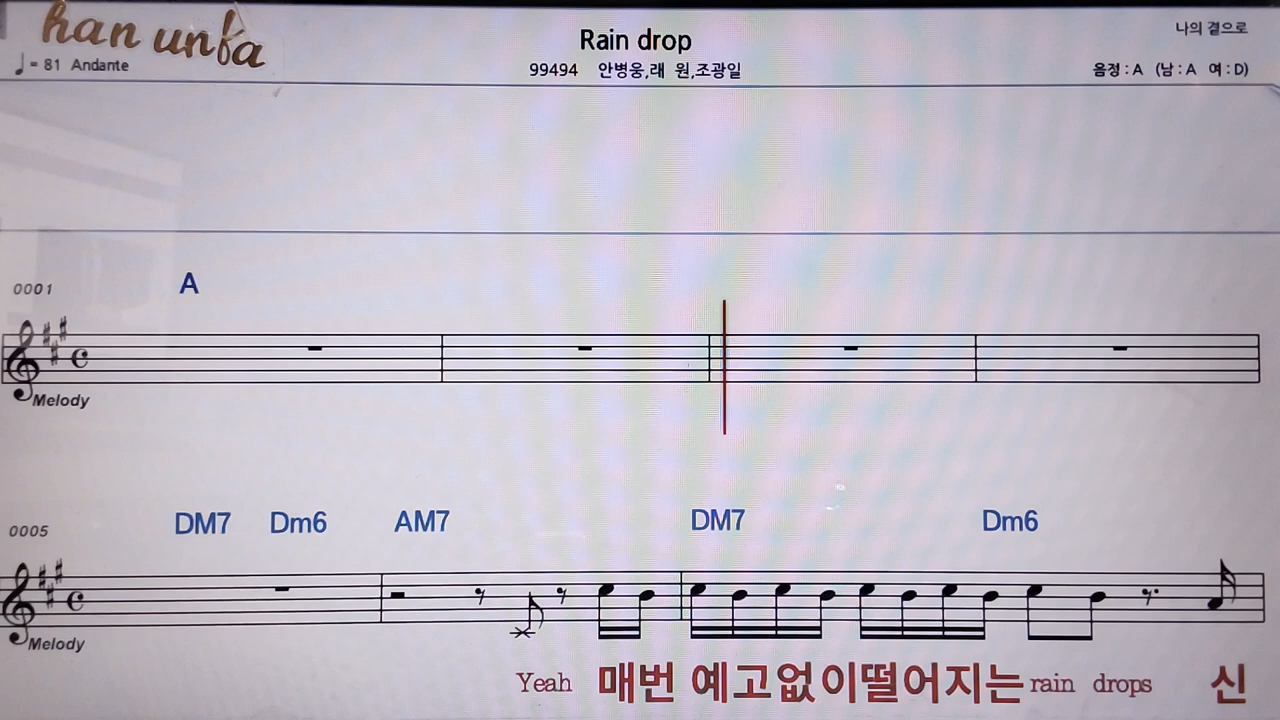 han unfa
Rain drop
나의 곁으로
♩= 81 Andante
99494 안병웅,래 원,조광일
음정 : A (남 : A 여 : D)
0001
A
Melody
0005
DM7 Dm6 AM7 DM7 Dm6
Melody
Yeah 매번 예고없이떨어지는 rain drops 신